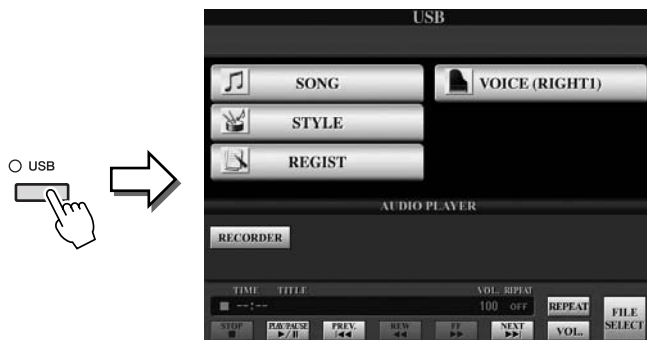 USB
SONG
VOICE (RIGHT1)
STYLE
USB
REGIST
AUDIO PLAYER
RECORDER
TIME TITLE VOL. REPEAT
--:-- 100 OFF REPEAT FILE SELECT
STOP PLAY/PAUSE PREV. REW FF NEXT VOL.